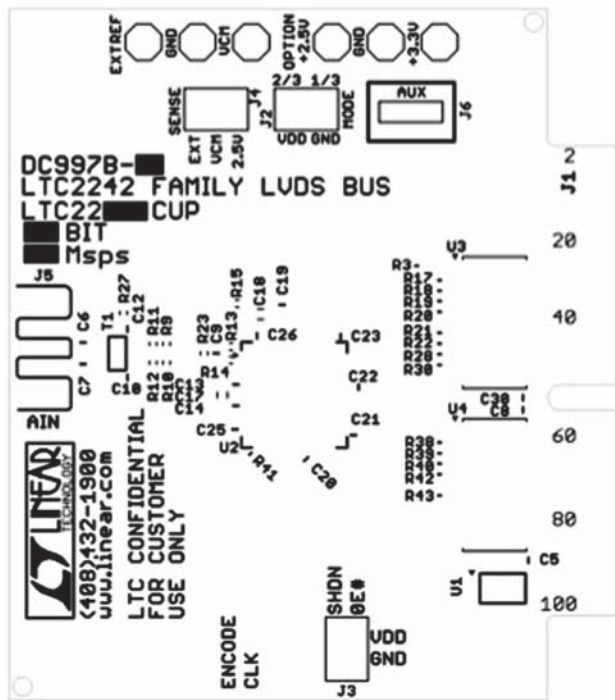 EXTREF
GND
VCM
OPTION
+2.5V
GND
+3.3V
SENSE
J4
EXT
VCM
2.5V
2/3 1/3
J2
MODE
VDD GND
AUX
J6
DC997B-
LTC2242 FAMILY LVDS BUS
LTC22 CUP
BIT
Msps
2
J1
20
40
60
80
100
J5
C6
C7
AIN
T1
R27
C12
C10
R11
R9
R12
R10
R23
C9
R13
R14
R15
C18
C19
C26
C23
C22
C21
C20
C25
U2
R41
R3
R17
R18
R19
R20
R21
R22
R28
R30
U3
C30
C8
U4
R38
R39
R40
R42
R43
C5
U1
LINEAR
TECHNOLOGY
(408)432-1900
www.linear.com
LTC CONFIDENTIAL
FOR CUSTOMER
USE ONLY
ENCODE
CLK
SHDN
OE#
VDD
GND
J3